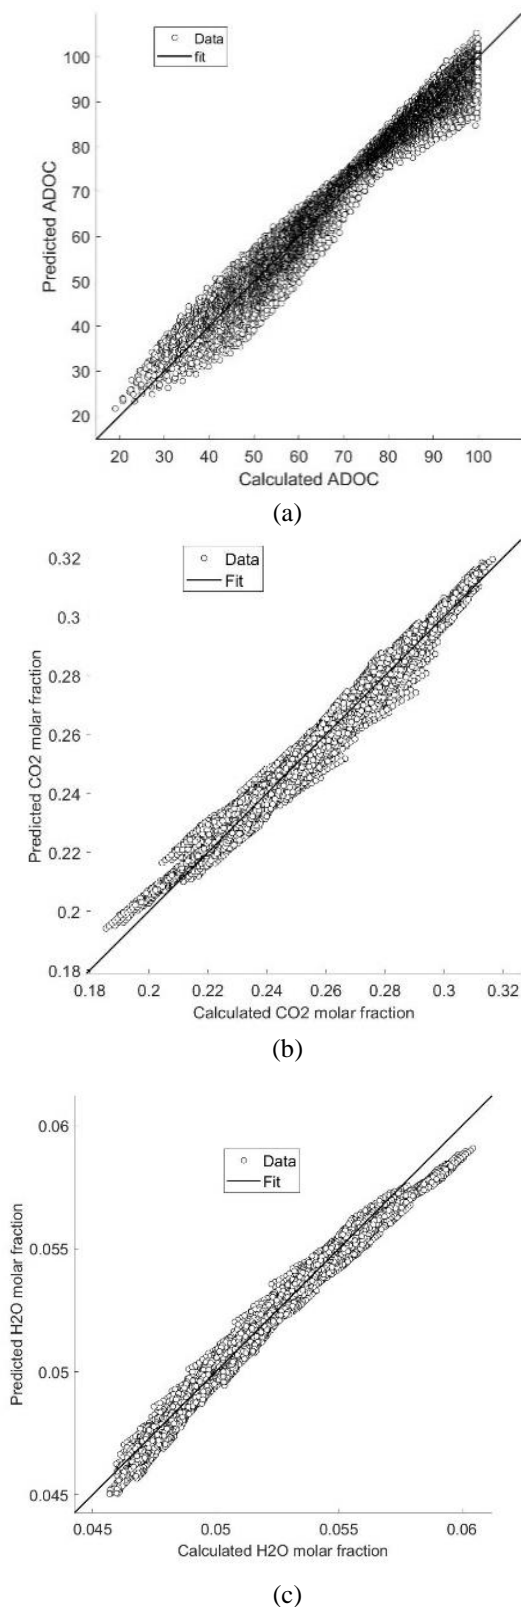 Data
fit
100
90
80
70
60
50
40
30
20
Predicted ADOC
20 30 40 50 60 70 80 90 100
Calculated ADOC
(a)
Data
Fit
0.32
0.3
0.28
0.26
0.24
0.22
0.2
0.18
Predicted CO2 molar fraction
0.18 0.2 0.22 0.24 0.26 0.28 0.3 0.32
Calculated CO2 molar fraction
(b)
Data
Fit
0.06
0.055
0.05
0.045
Predicted H2O molar fraction
0.045 0.05 0.055 0.06
Calculated H2O molar fraction
(c)